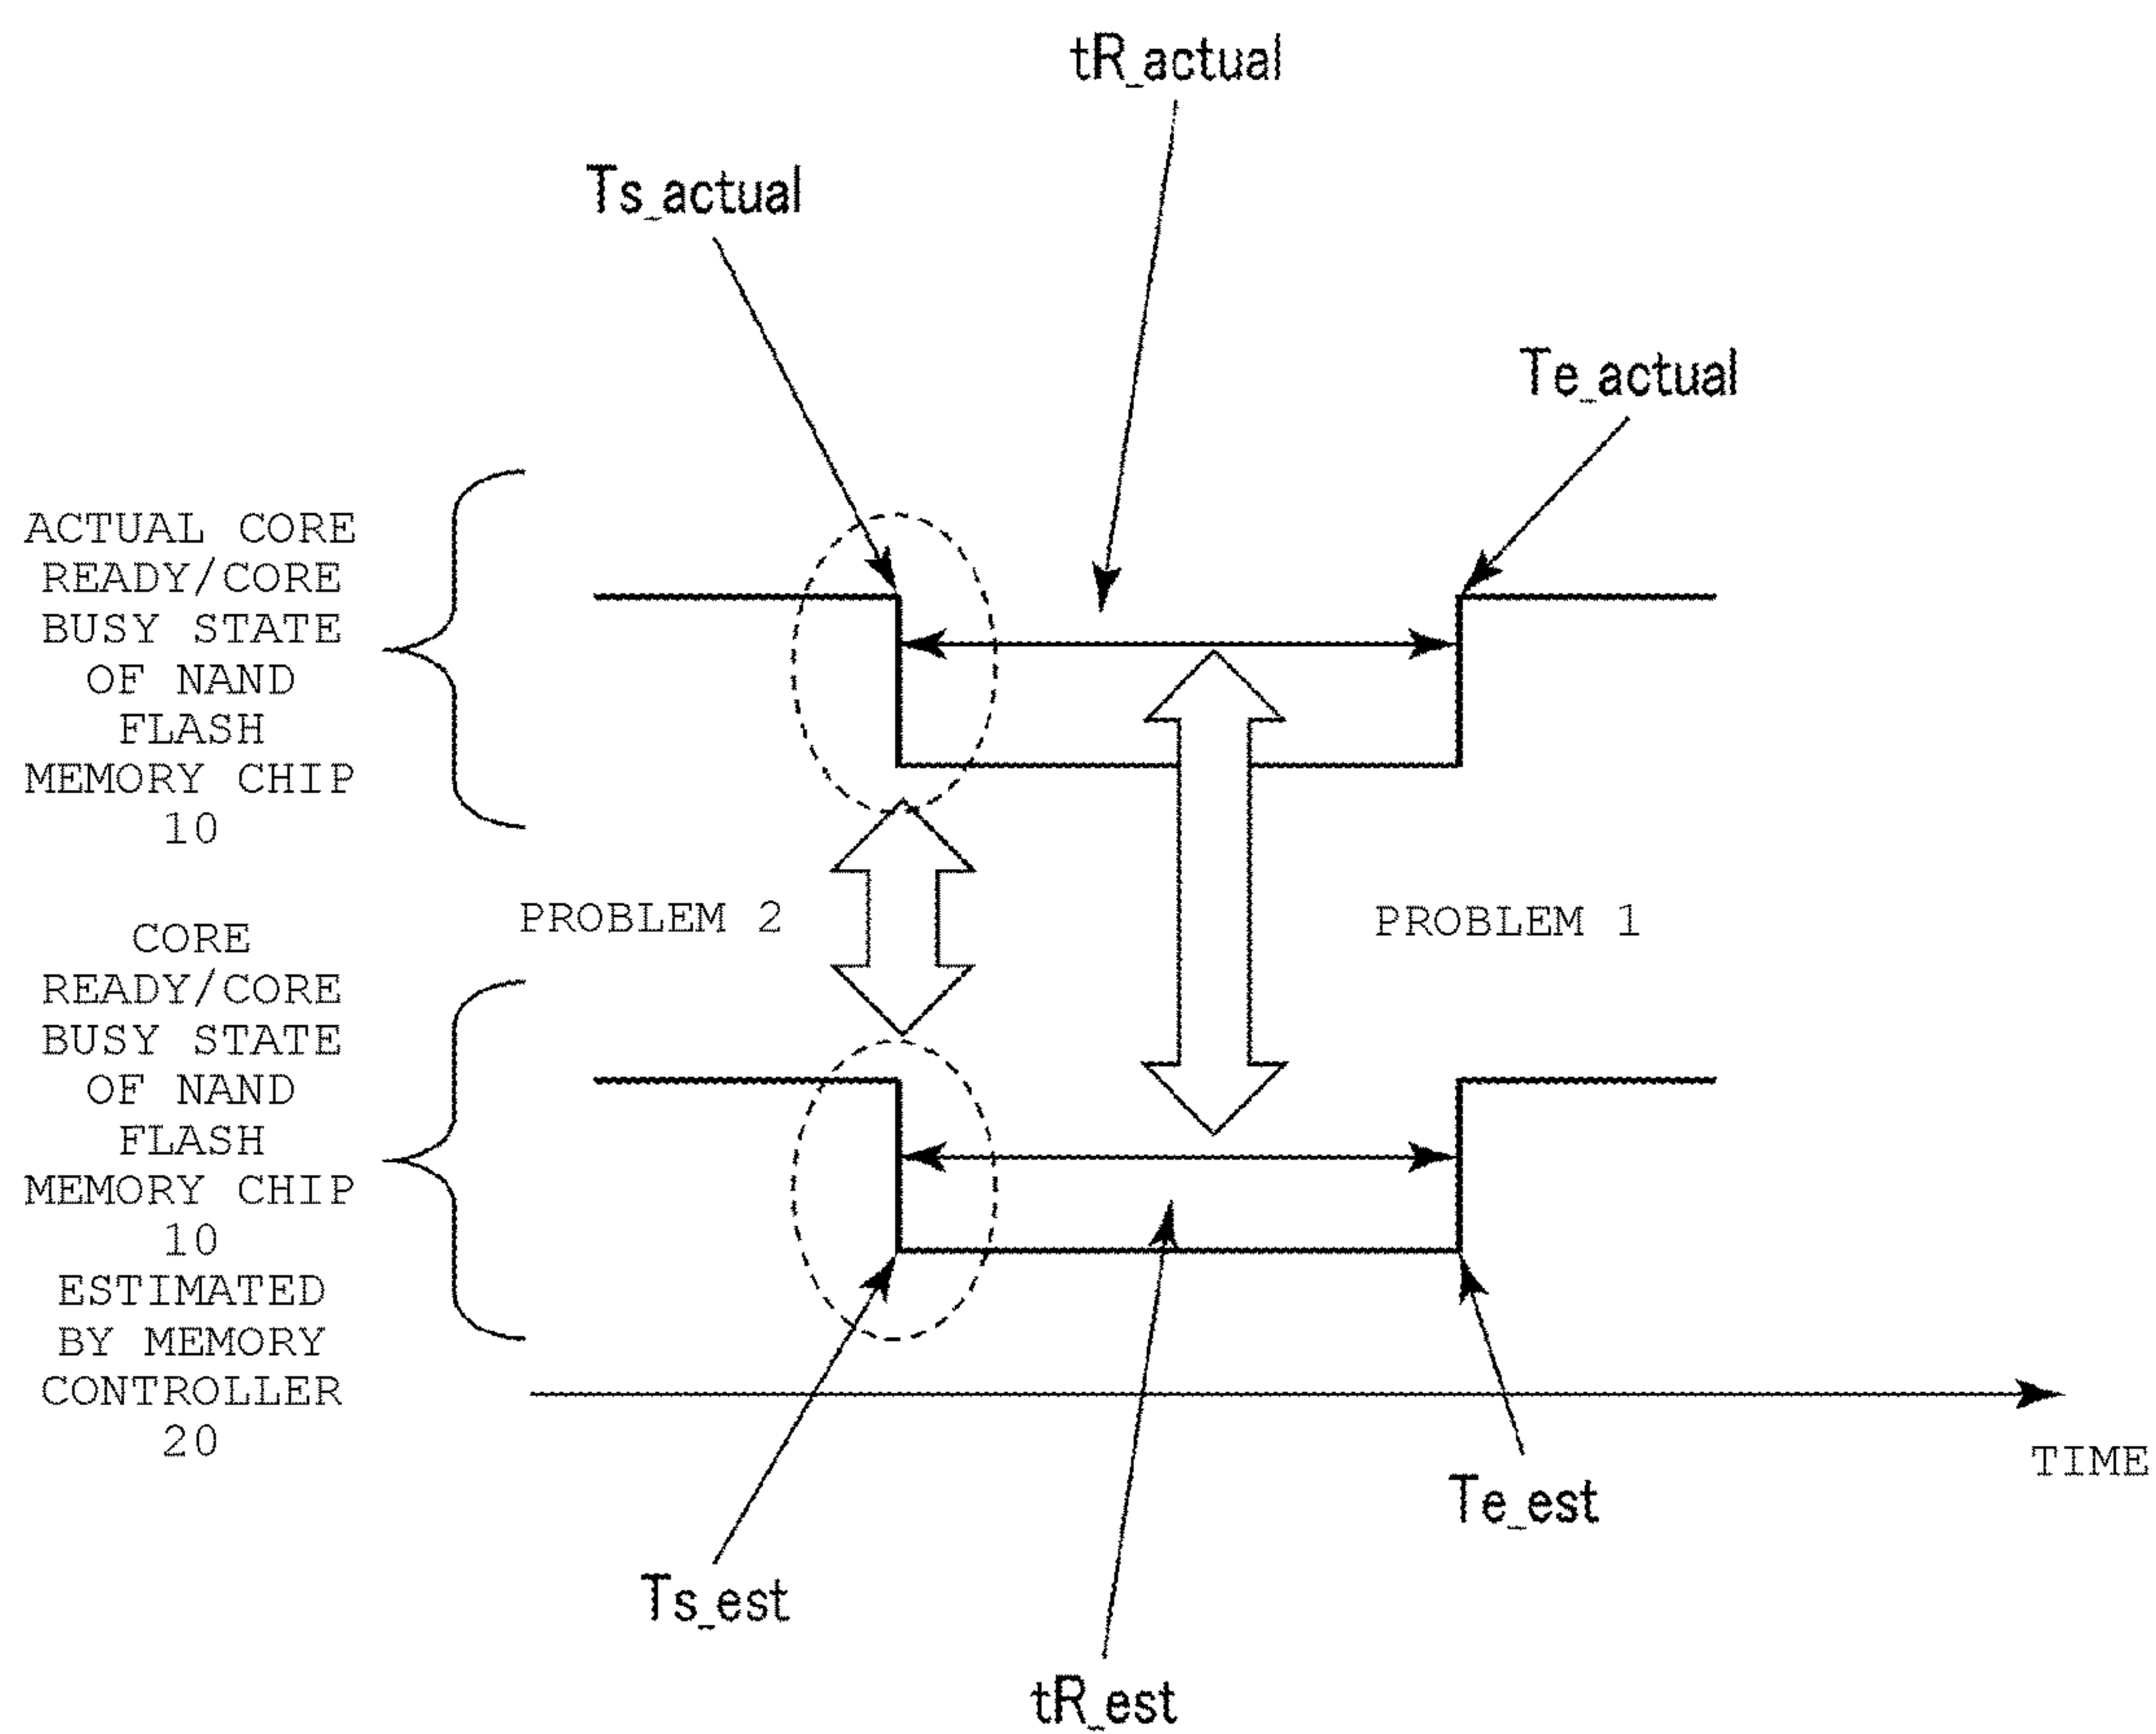 tR_actual
Ts_actual
Te_actual
ACTUAL CORE
READY/CORE
BUSY STATE
OF NAND
FLASH
MEMORY CHIP
10
PROBLEM 2
PROBLEM 1
CORE
READY/CORE
BUSY STATE
OF NAND
FLASH
MEMORY CHIP
10
ESTIMATED
BY MEMORY
CONTROLLER
20
TIME
Te_est
Ts_est
tR_est